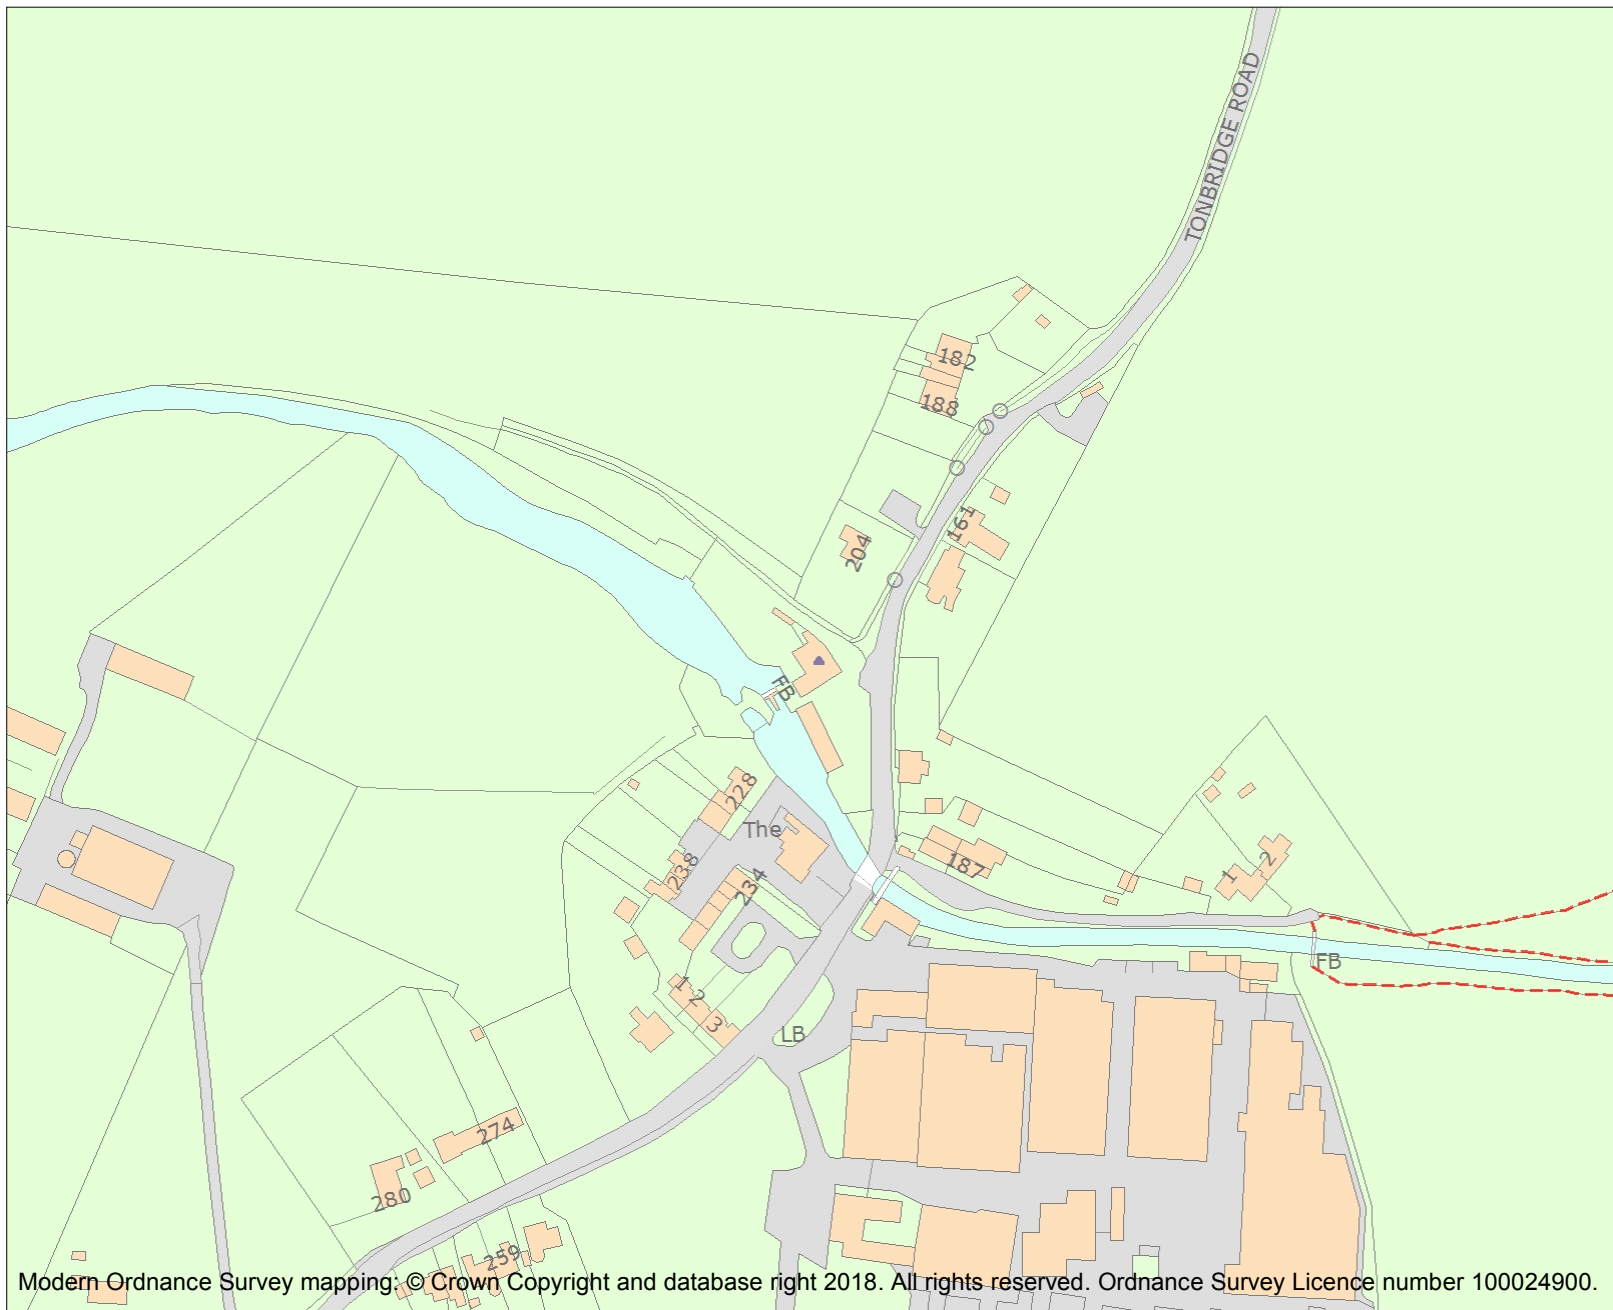 TONBRIDGE ROAD
182
188
161
204
FB
228
The
238
187
234
1
2
FB
1
2
3
LB
274
280
259
Modern Ordnance Survey mapping: © Crown Copyright and database right 2018. All rights reserved. Ordnance Survey Licence number 100024900.